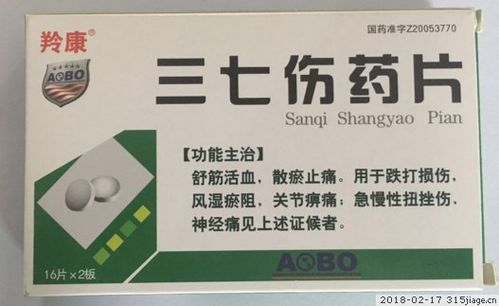 羚康®
国药准字Z20053770
AOBO
三七伤药片
Sanqi Shangyao Pian
【功能主治】
舒筋活血，散瘀止痛。用于跌打损伤，
风湿瘀阻，关节痹痛；急慢性扭挫伤，
神经痛见上述证候者。
16片×2板
AOBO
2018-02-17 315jiage.cn